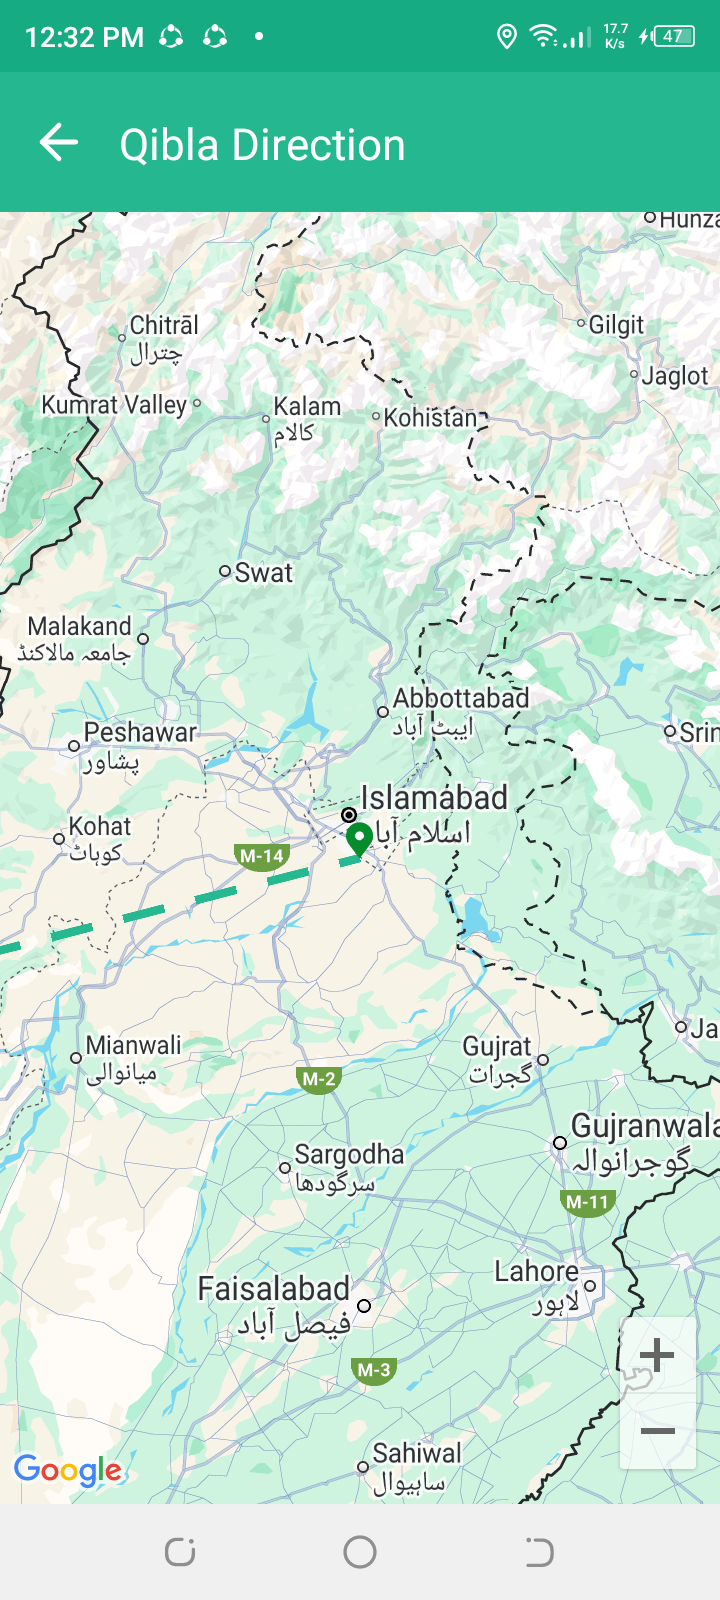 12:32 PM
17.7
K/s
47
Qibla Direction
Hunza
Chitrāl
چترال
Gilgit
Jaglot
Kumrat Valley
Kalam
كالام
Kohistan
Swat
Malakand
جامعہ مالاکنڈ
Abbottabad
ایبٹ آباد
Peshawar
پشاور
Srin
Islamabad
اسلام آبا
Kohat
کوہاٹ
M-14
Mianwali
میانوالی
Ja
Gujrat
گجرات
M-2
Gujranwala
گوجرانوالہ
Sargodha
سرگودھا
M-11
Lahore
لاہور
Faisalabad
فیصل آباد
M-3
Sahiwal
ساہیوال
Google